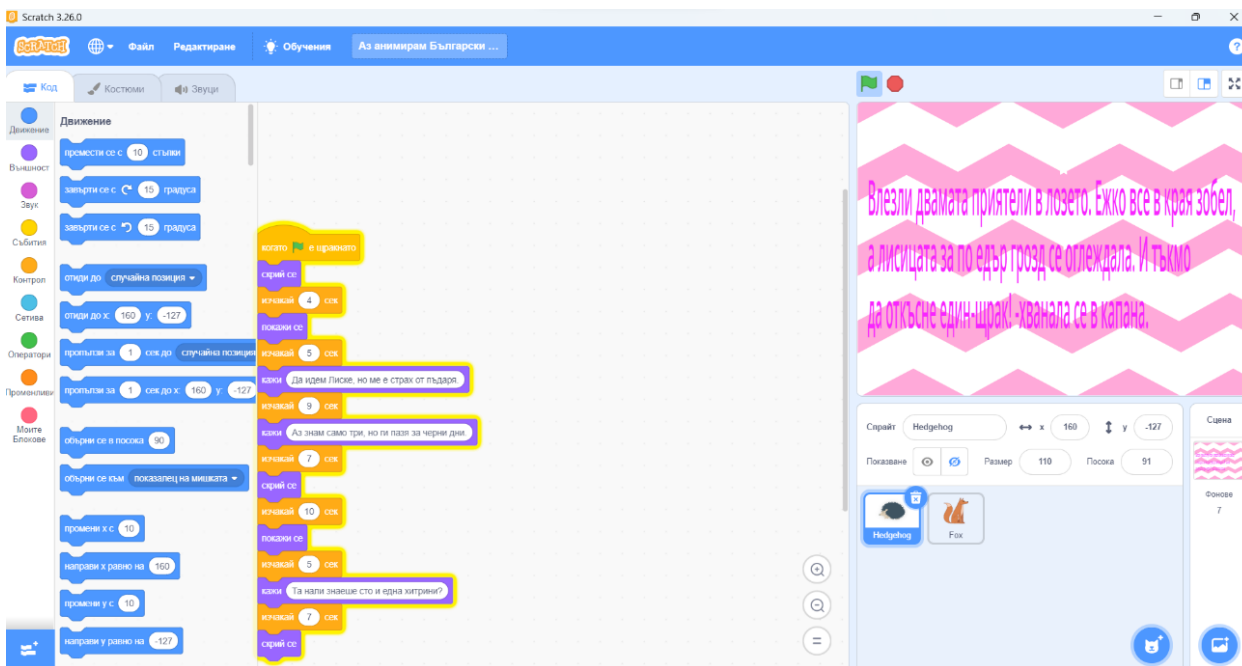 Scratch 3.26.0
SCRATCH
Файл
Редактиране
Обучения
Аз анимирам Български ...
Код
Костюми
Звуци
Движение
Външност
Звук
Събития
Контрол
Сетива
Оператори
Променливи
Моите
Блокове
Движение
премести се с 10 стъпки
завърти се с 15 градуса
завърти се с 15 градуса
отиди до случайна позиция
отиди до x: 160 y: -127
пропълзи за 1 сек до случайна позиция
пропълзи за 1 сек до x: 160 y: -127
обърни се в посока 90
обърни се към показалец на мишката
промени x с 10
направи x равно на 160
промени y с 10
направи y равно на -127
когато е щракнато
скрий се
изчакай 4 сек
покажи се
изчакай 5 сек
кажи Да идем Лиске, но ме е страх от пъдаря.
изчакай 9 сек
кажи Аз знам само три, но ги пазя за черни дни.
изчакай 7 сек
скрий се
изчакай 10 сек
покажи се
изчакай 5 сек
кажи Та нали знаеше сто и една хитрини?
изчакай 7 сек
скрий се
Влезли двамата приятели в лозето. Ежко все в края зобел,
а лисицата за по едър грозд се оглеждала. И тъкмо
да откъсне един-щрак! -хванала се в капана.
Спрайт Hedgehog x 160 y -127
Показване Размер 110 Посока 91
Hedgehog
Fox
Сцена
Фонове
7